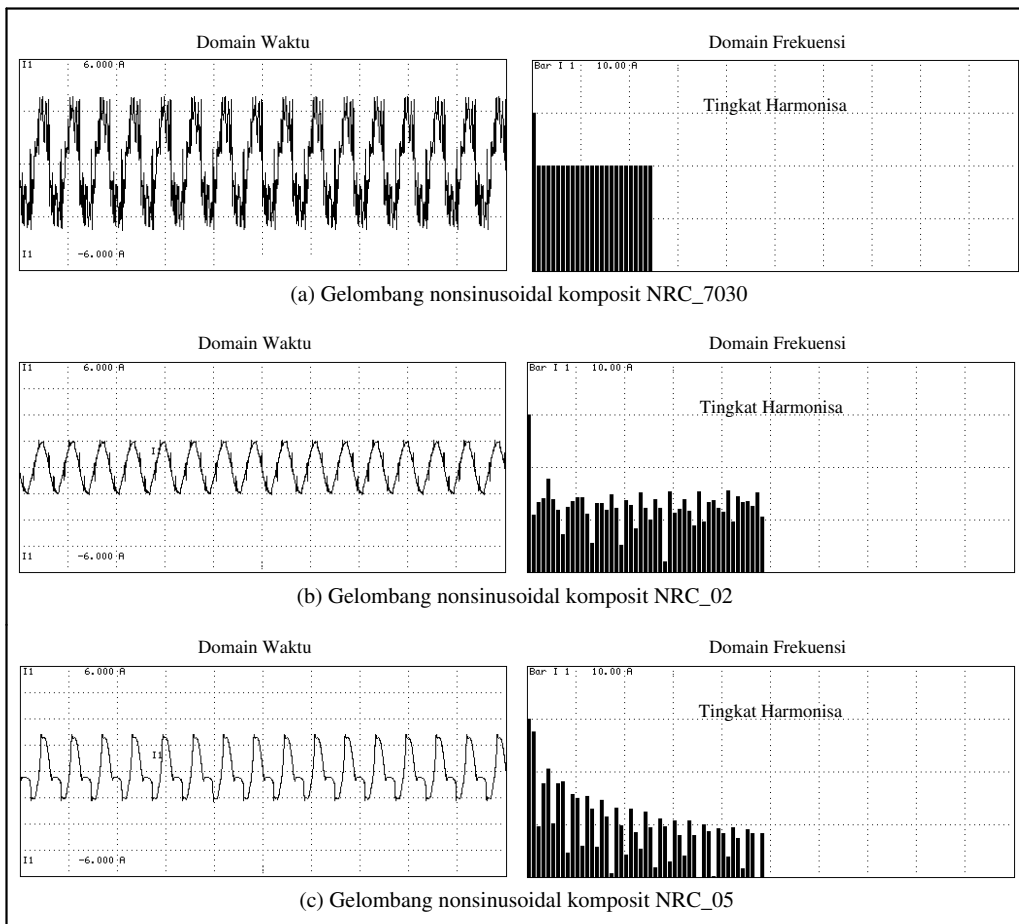 Domain Waktu
Domain Frekuensi
I1 6.000 A
Bar I 1 10.00 A
Tingkat Harmonisa
I1 -6.000 A
(a) Gelombang nonsinusoidal komposit NRC_7030
Domain Waktu
Domain Frekuensi
I1 6.000 A
Bar I 1 10.00 A
Tingkat Harmonisa
I1
I1 -6.000 A
(b) Gelombang nonsinusoidal komposit NRC_02
Domain Waktu
Domain Frekuensi
I1 6.000 A
Bar I 1 10.00 A
Tingkat Harmonisa
I1
I1 -6.000 A
(c) Gelombang nonsinusoidal komposit NRC_05